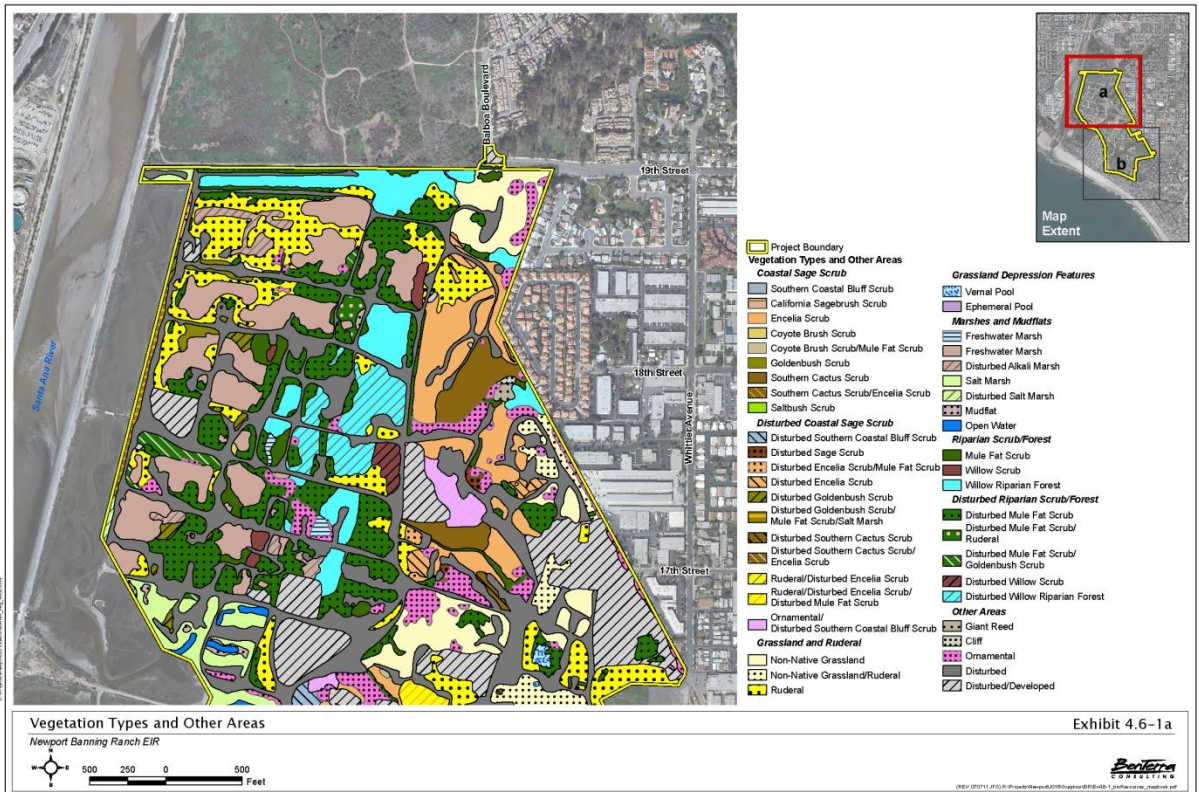 Balboa Boulevard
19th Street
18th Street
17th Street
Whittier Avenue
Santa Ana River
a
b
Map
Extent
Project Boundary
Vegetation Types and Other Areas
Coastal Sage Scrub
Southern Coastal Bluff Scrub
California Sagebrush Scrub
Encelia Scrub
Coyote Brush Scrub
Coyote Brush Scrub/Mule Fat Scrub
Goldenbush Scrub
Southern Cactus Scrub
Southern Cactus Scrub/Encelia Scrub
Saltbush Scrub
Disturbed Coastal Sage Scrub
Disturbed Southern Coastal Bluff Scrub
Disturbed Sage Scrub
Disturbed Encelia Scrub/Mule Fat Scrub
Disturbed Encelia Scrub
Disturbed Goldenbush Scrub
Disturbed Goldenbush Scrub/
Mule Fat Scrub/Salt Marsh
Disturbed Southern Cactus Scrub
Disturbed Southern Cactus Scrub/
Encelia Scrub
Ruderal/Disturbed Encelia Scrub
Ruderal/Disturbed Encelia Scrub/
Disturbed Mule Fat Scrub
Ornamental/
Disturbed Southern Coastal Bluff Scrub
Grassland and Ruderal
Non-Native Grassland
Non-Native Grassland/Ruderal
Ruderal
Grassland Depression Features
Vernal Pool
Ephemeral Pool
Marshes and Mudflats
Freshwater Marsh
Freshwater Marsh
Disturbed Alkali Marsh
Salt Marsh
Disturbed Salt Marsh
Mudflat
Open Water
Riparian Scrub/Forest
Mule Fat Scrub
Willow Scrub
Willow Riparian Forest
Disturbed Riparian Scrub/Forest
Disturbed Mule Fat Scrub
Disturbed Mule Fat Scrub/
Ruderal
Disturbed Mule Fat Scrub/
Goldenbush Scrub
Disturbed Willow Scrub
Disturbed Willow Riparian Forest
Other Areas
Giant Reed
Cliff
Ornamental
Disturbed
Disturbed/Developed
Vegetation Types and Other Areas
Exhibit 4.6-1a
Newport Banning Ranch EIR
N
W E
S
500 250 0 500
Feet
BonTerra
CONSULTING